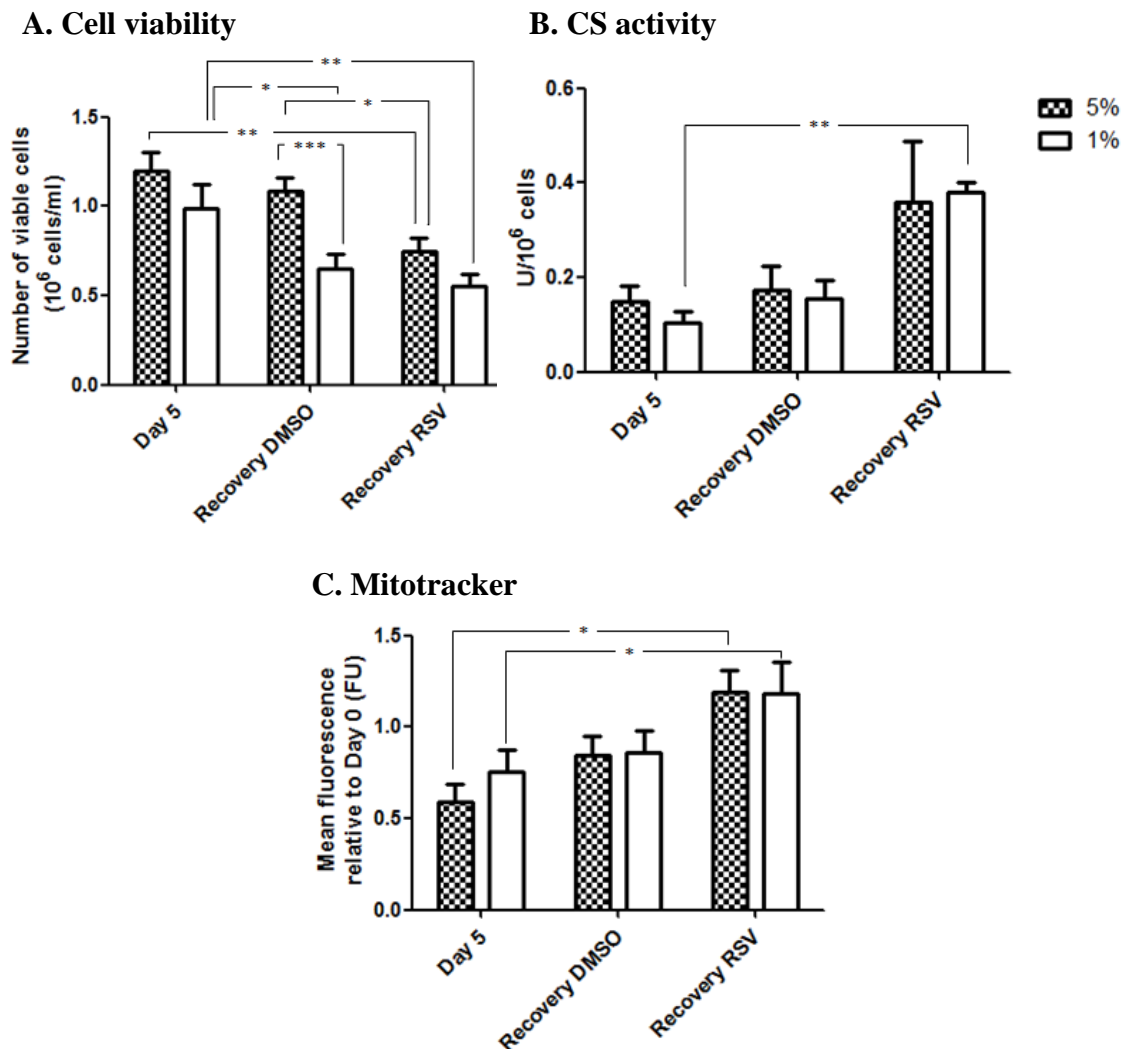 A. Cell viability
B. CS activity
**
*
*
**
***
Number of viable cells
(10⁶ cells/ml)
1.5
1.0
0.5
0.0
Day 5
Recovery DMSO
Recovery RSV
**
U/10⁶ cells
0.6
0.4
0.2
0.0
Day 5
Recovery DMSO
Recovery RSV
5%
1%
C. Mitotracker
*
*
Mean fluorescence
relative to Day 0 (FU)
1.5
1.0
0.5
0.0
Day 5
Recovery DMSO
Recovery RSV